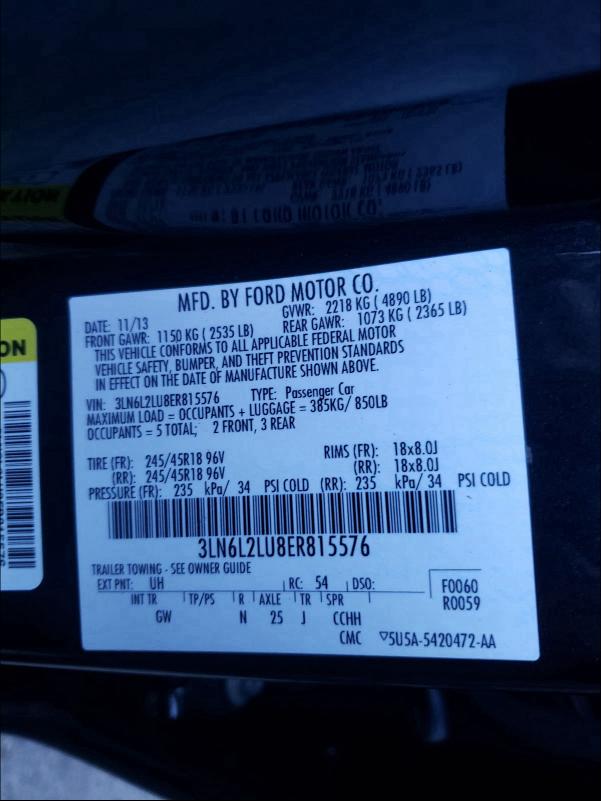 MFD. BY FORD MOTOR CO.
DATE: 11/13 GVWR: 2218 KG ( 4890 LB)
FRONT GAWR: 1150 KG ( 2535 LB) REAR GAWR: 1073 KG ( 2365 LB)
THIS VEHICLE CONFORMS TO ALL APPLICABLE FEDERAL MOTOR
VEHICLE SAFETY, BUMPER, AND THEFT PREVENTION STANDARDS
IN EFFECT ON THE DATE OF MANUFACTURE SHOWN ABOVE.
VIN: 3LN6L2LU8ER815576 TYPE: Passenger Car
MAXIMUM LOAD = OCCUPANTS + LUGGAGE = 385KG/ 850LB
OCCUPANTS = 5 TOTAL; 2 FRONT, 3 REAR
TIRE (FR): 245/45R18 96V RIMS (FR): 18x8.0J
(RR): 245/45R18 96V (RR): 18x8.0J
PRESSURE (FR): 235 kPa/ 34 PSI COLD (RR): 235 kPa/ 34 PSI COLD
3LN6L2LU8ER815576
TRAILER TOWING - SEE OWNER GUIDE
EXT PNT: UH RC: 54 DSO: F0060
INT TR TP/PS R AXLE TR SPR R0059
GW N 25 J CCHH
CMC ▽5U5A-5420472-AA
ON